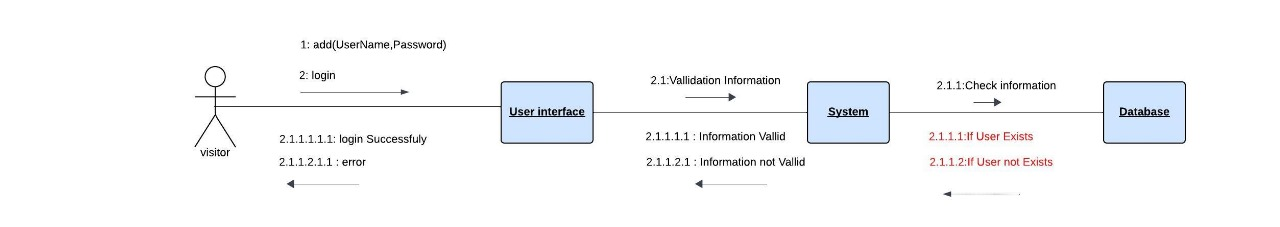 1: add(UserName,Password)
2: login
2.1:Vallidation Information
2.1.1:Check information
User interface
System
Database
2.1.1.1.1.1: login Successfuly
2.1.1.1.1 : Information Vallid
2.1.1.1:If User Exists
visitor
2.1.1.2.1.1 : error
2.1.1.2.1 : Information not Vallid
2.1.1.2:If User not Exists